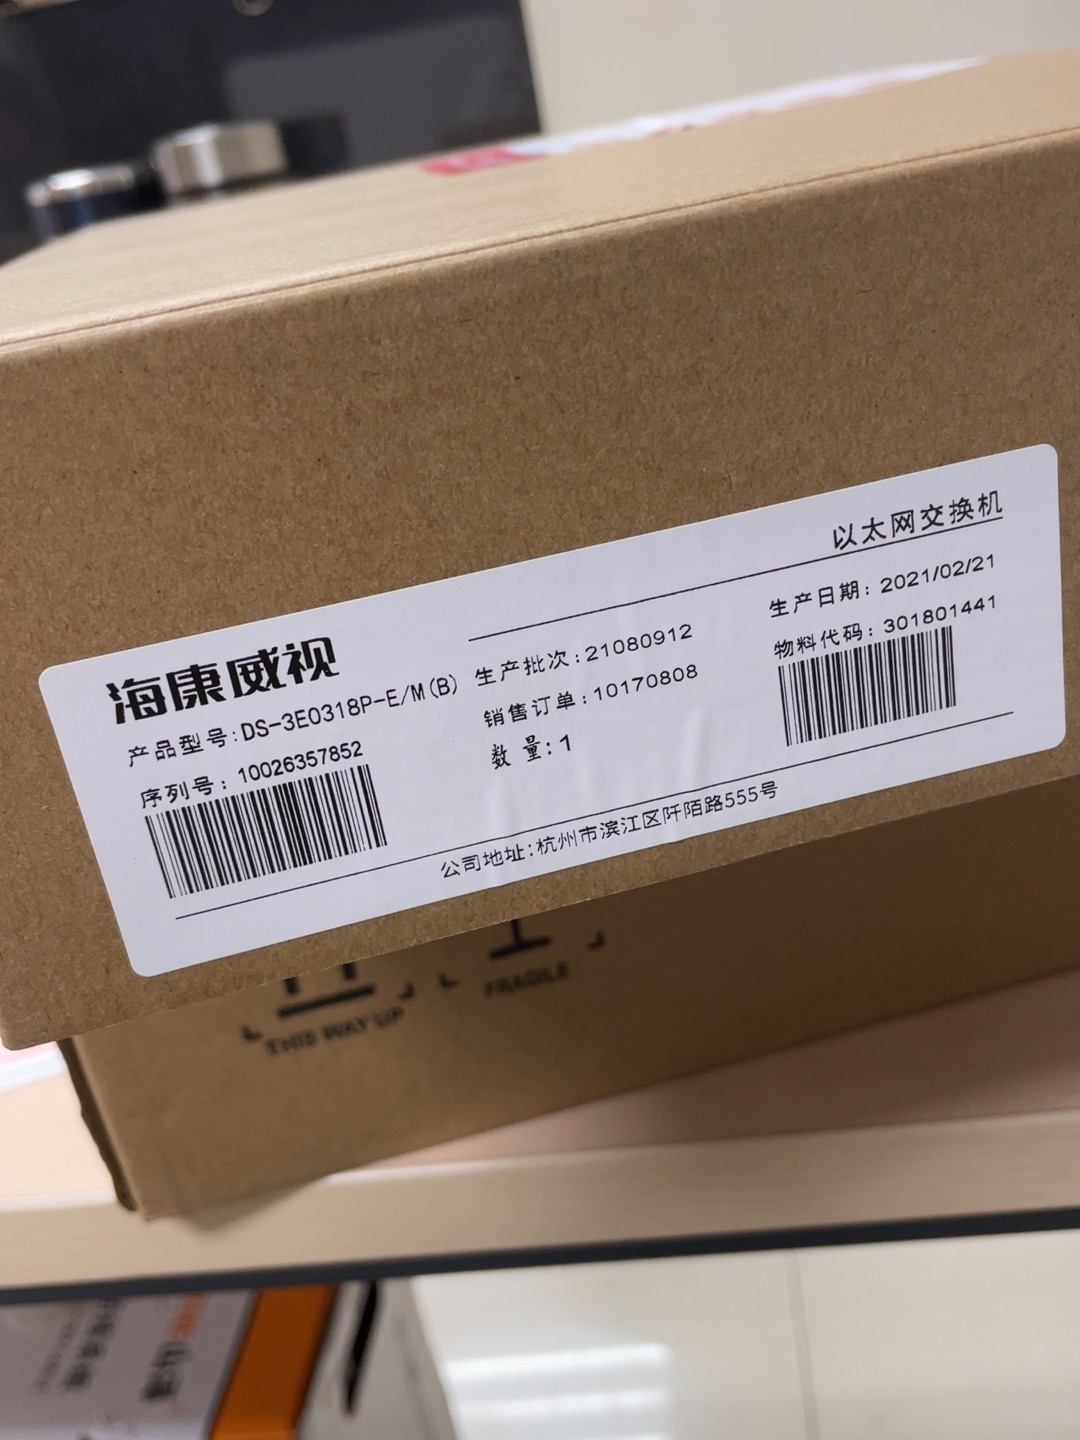 以太网交换机
海康威视
产品型号:DS-3E0318P-E/M(B)
序列号: 10026357852
生产批次:21080912
销售订单:10170808
数 量:1
生产日期: 2021/02/21
物料代码: 301801441
公司地址:杭州市滨江区阡陌路555号
THIS WAY UP
FRAGILE